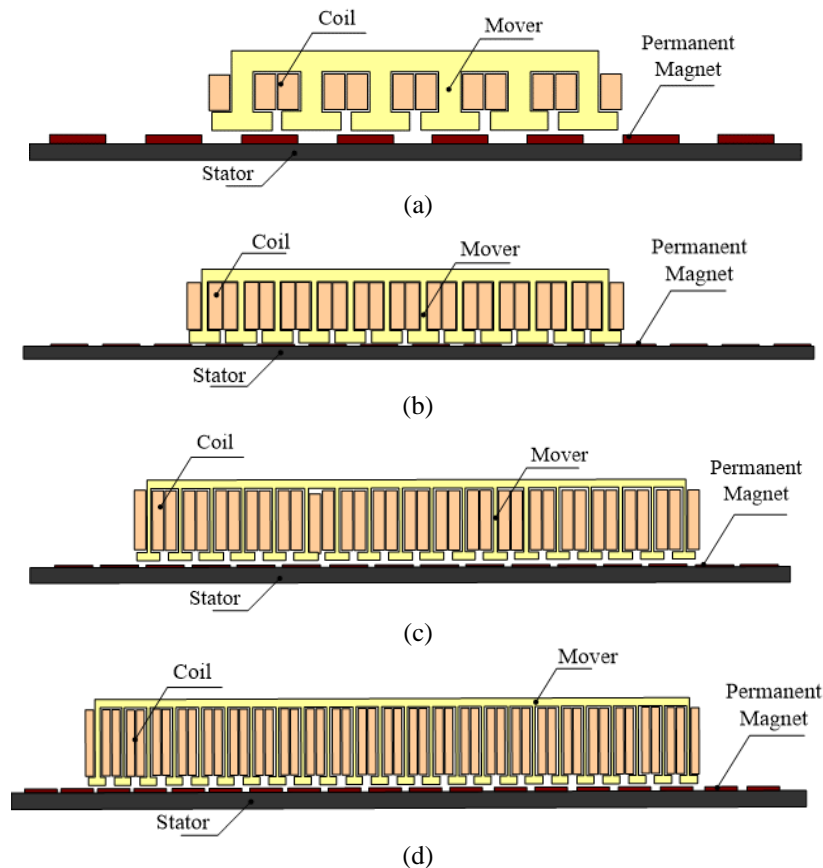 Coil
Mover
Permanent
Magnet
Stator
(a)
Coil
Mover
Permanent
Magnet
Stator
(b)
Coil
Mover
Permanent
Magnet
Stator
(c)
Coil
Mover
Permanent
Magnet
Stator
(d)